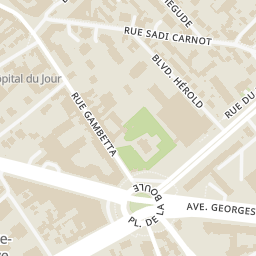 RUE SADI CARNOT
BLVD. HÉROLD
pital du Jour
RUE GAMBETTA
RUE DU
PL. DE LA BOULE
AVE. GEORGES
e-